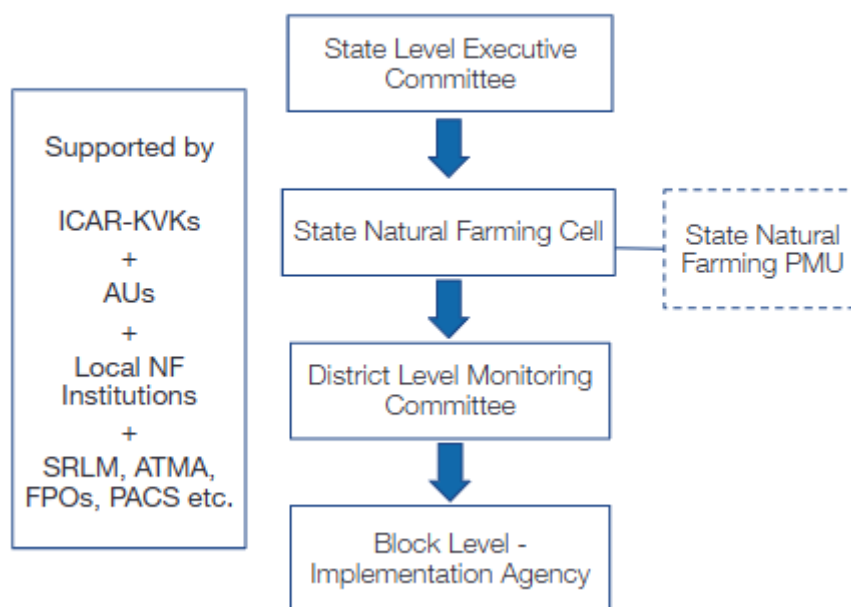 State Level Executive
Committee
Supported by
ICAR-KVKs
+
AUs
+
Local NF
Institutions
+
SRLM, ATMA,
FPOs, PACS etc.
State Natural Farming Cell
State Natural
Farming PMU
District Level Monitoring
Committee
Block Level -
Implementation Agency